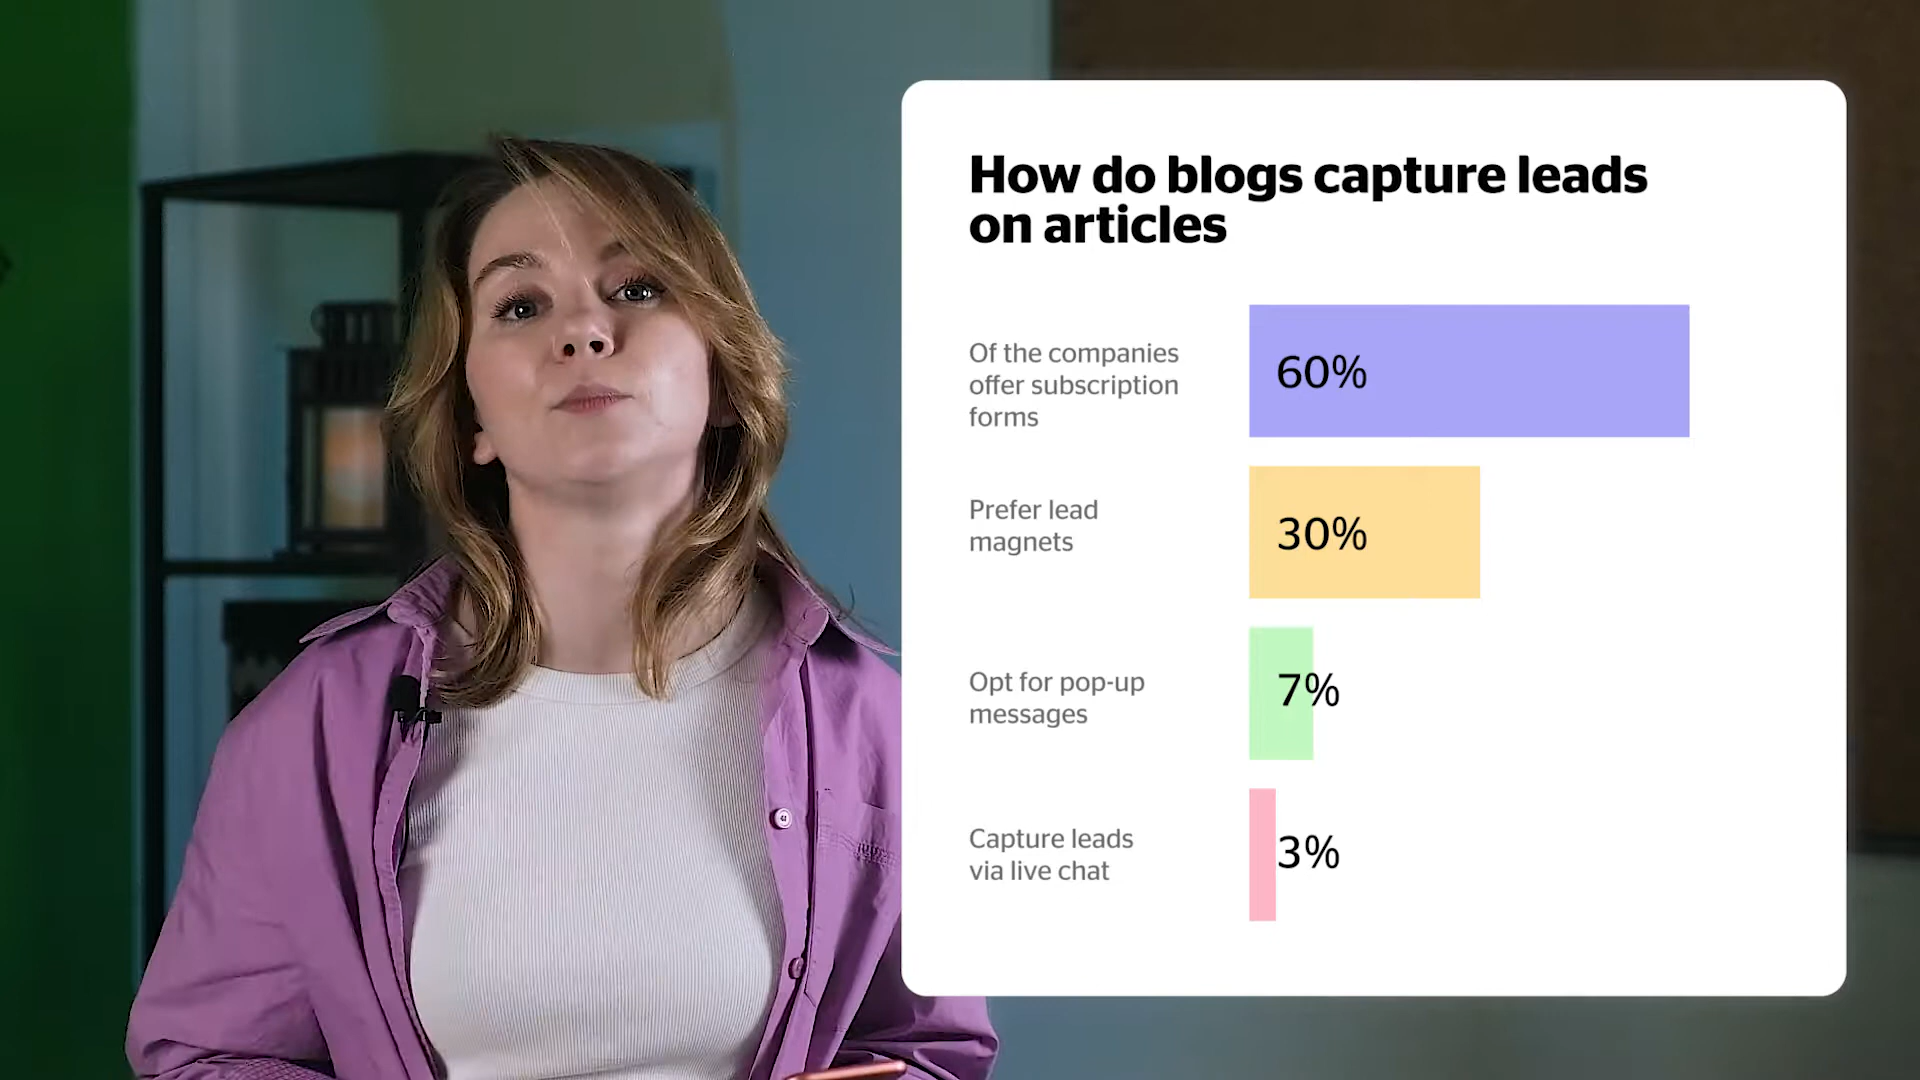 How do blogs capture leads
on articles
Of the companies
offer subscription
forms
60%
Prefer lead
magnets
30%
Opt for pop-up
messages
7%
Capture leads
via live chat
3%